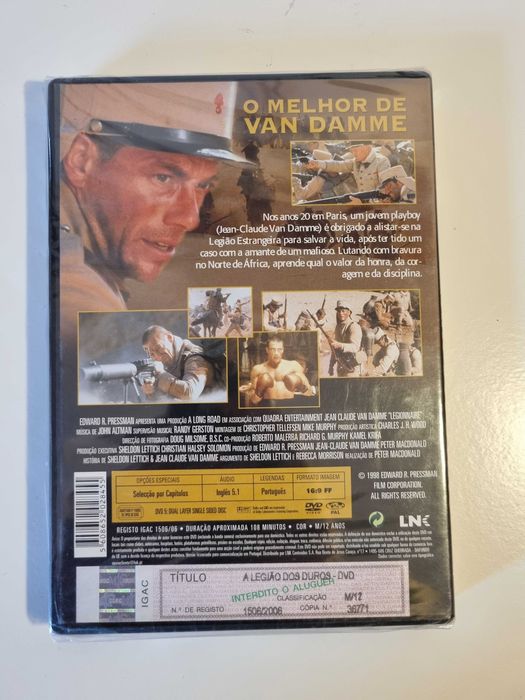 O MELHOR DE
VAN DAMME
Nos anos 20 em Paris, um jovem playboy
(Jean-Claude Van Damme) é obrigado a alistar-se na
Legião Estrangeira para salvar a vida, após ter tido um
caso com a amante de um mafioso. Lutando com bravura
no Norte de África, aprende qual o valor da honra, da cor-
agem e da disciplina.
EDWARD R. PRESSMAN APRESENTA UMA PRODUÇÃO A LONG ROAD EM ASSOCIAÇÃO COM QUADRA ENTERTAINMENT JEAN CLAUDE VAN DAMME "LEGIONNAIRE"
MÚSICA DE JOHN ALTMAN SUPERVISÃO MUSICAL RANDY GERSTON MONTAGEM DE CHRISTOPHER TELLEFSEN MIKE MURPHY PRODUÇÃO ARTÍSTICA CHARLES J. H. WOOD
DIRECÇÃO DE FOTOGRAFIA DOUG MILSOME, B.S.C. CO-PRODUÇÃO ROBERTO MALERBA RICHARD G. MURPHY KAMEL KRIFA
PRODUÇÃO EXECUTIVA SHELDON LETTICH CHRISTIAN HALSEY SOLOMON PRODUÇÃO DE EDWARD R. PRESSMAN JEAN-CLAUDE VAN DAMME PETER MACDONALD
HISTÓRIA DE SHELDON LETTICH & JEAN CLAUDE VAN DAMME ARGUMENTO DE SHELDON LETTICH & REBECCA MORRISON REALIZAÇÃO DE PETER MACDONALD
OPÇÕES ESPECIAIS ÁUDIO LEGENDAS FORMATO IMAGEM
Selecção por Capítulos Inglês 5.1 Português 16:9 FF
DVD 5: DUAL LAYER SINGLE SIDED DISC DVD VIDEO PAL
© 1998 EDWARD R. PRESSMAN
FILM CORPORATION.
ALL RIGHTS RESERVED.
5608652028455
REGISTO IGAC 1506/06 • DURAÇÃO APROXIMADA 108 MINUTOS • COR • M/12 ANOS
LNK
IGAC
TÍTULO A LEGIÃO DOS DUROS - DVD
INTERDITO O ALUGUER
CLASSIFICAÇÃO M/12
N.º DE REGISTO 1506/2006 CÓPIA N.º 36771